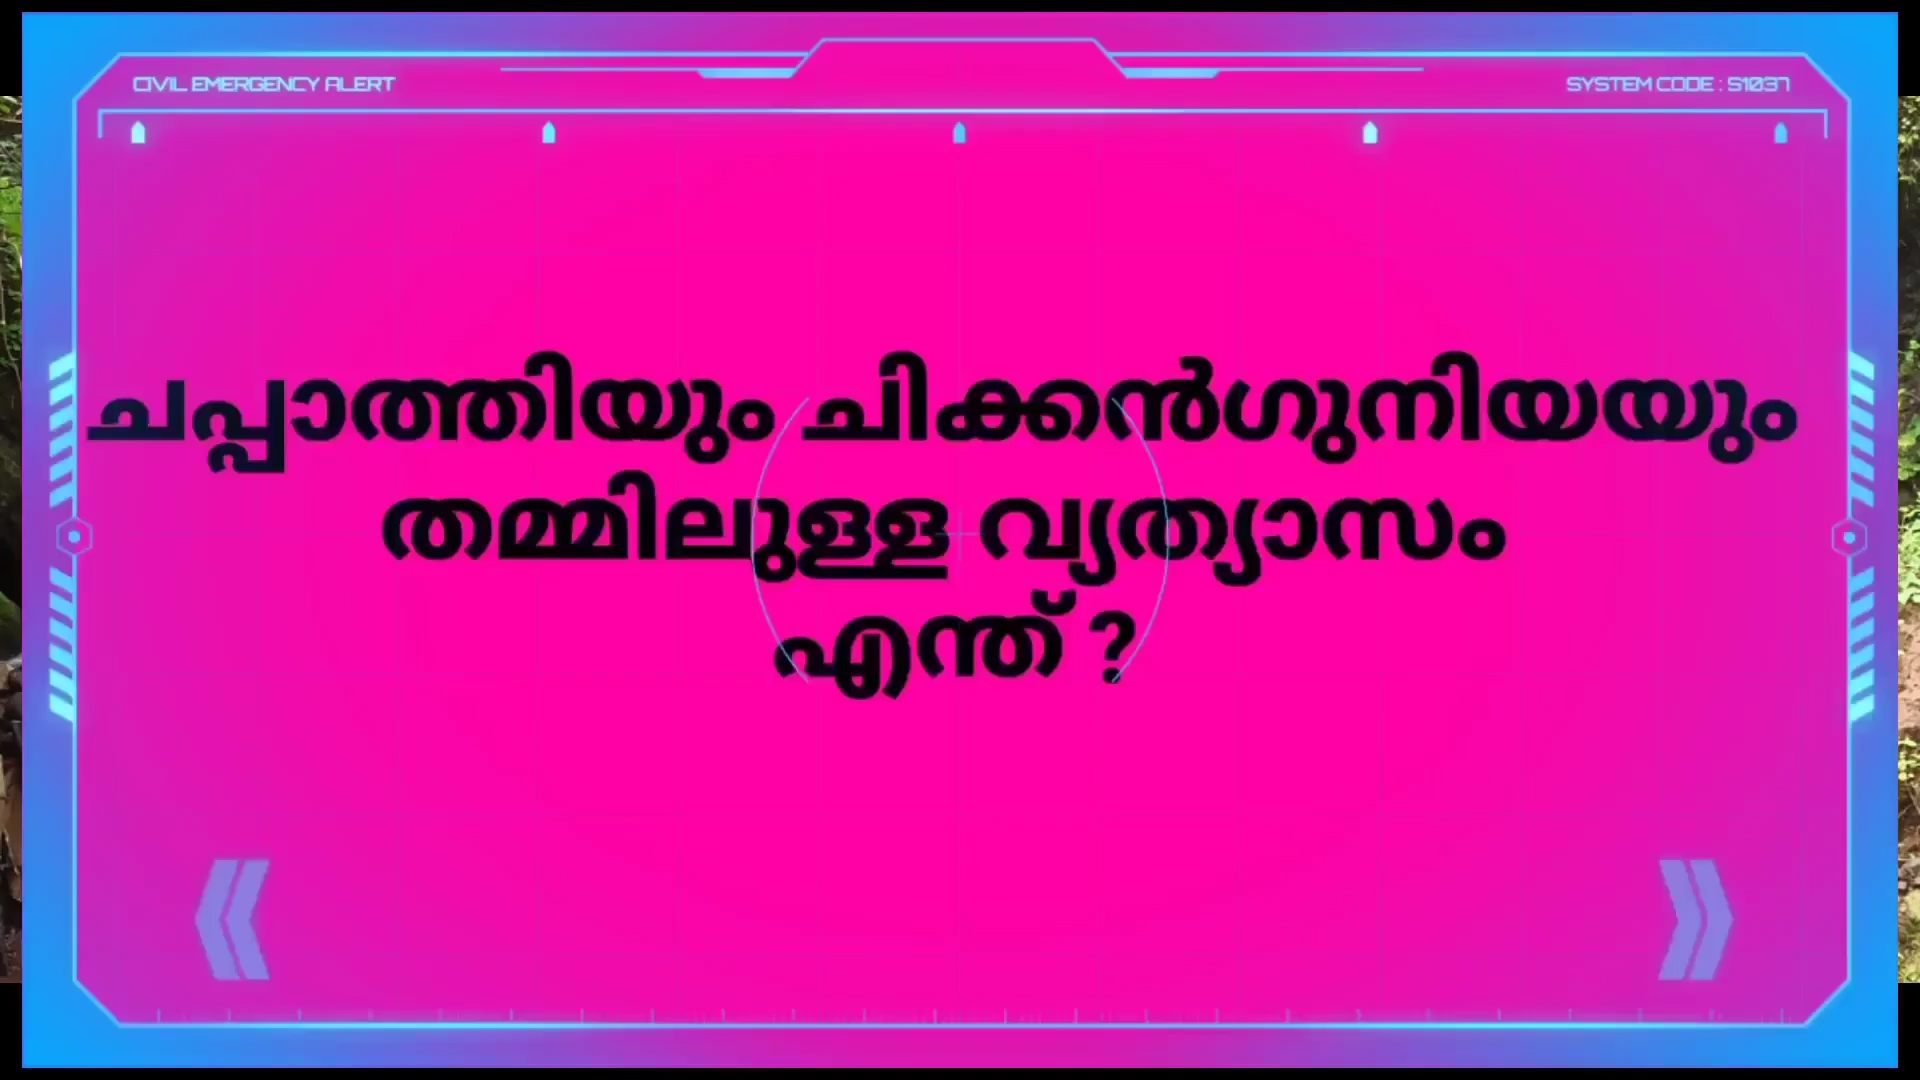 CIVIL EMERGENCY ALERT
SYSTEM CODE : S1037
ചപ്പാത്തിയും ചിക്കൻഗുനിയയും
തമ്മിലുള്ള വ്യത്യാസം
എന്ത് ?